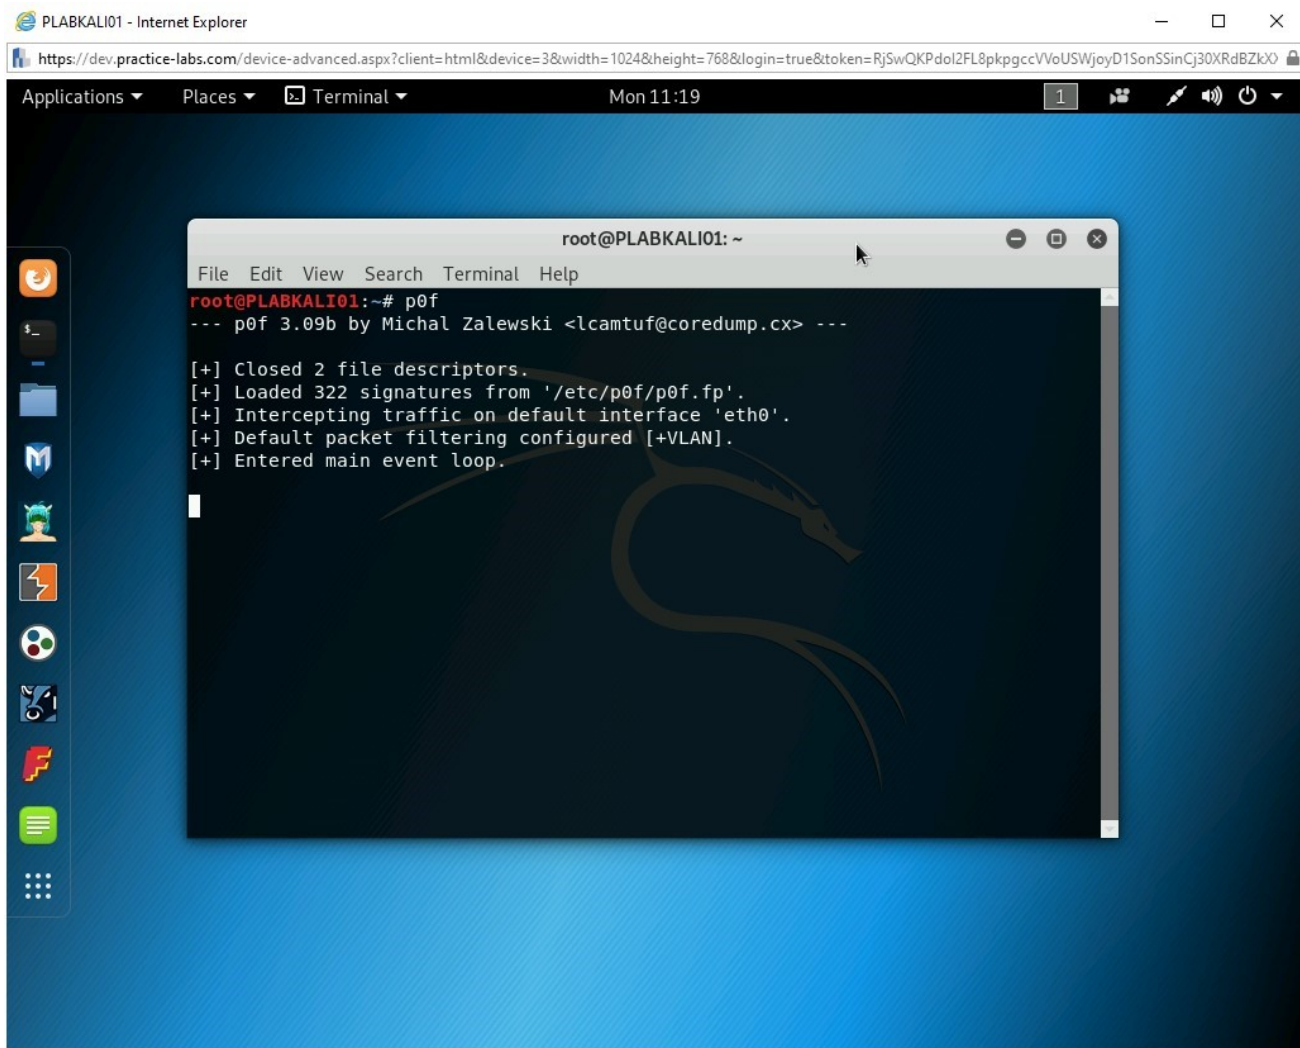 PLABKALI01 - Internet Explorer
https://dev.practice-labs.com/device-advanced.aspx?client=html&device=3&width=1024&height=768&login=true&token=RjSwQKPdoI2FL8pkpgccVVoUSWjoyD1SonSSinCj30XRdBZkX
Applications Places Terminal Mon 11:19 1
root@PLABKALI01: ~
File Edit View Search Terminal Help
root@PLABKALI01:~# p0f
--- p0f 3.09b by Michal Zalewski <lcamtuf@coredump.cx> ---
[+] Closed 2 file descriptors.
[+] Loaded 322 signatures from '/etc/p0f/p0f.fp'.
[+] Intercepting traffic on default interface 'eth0'.
[+] Default packet filtering configured [+VLAN].
[+] Entered main event loop.
$_